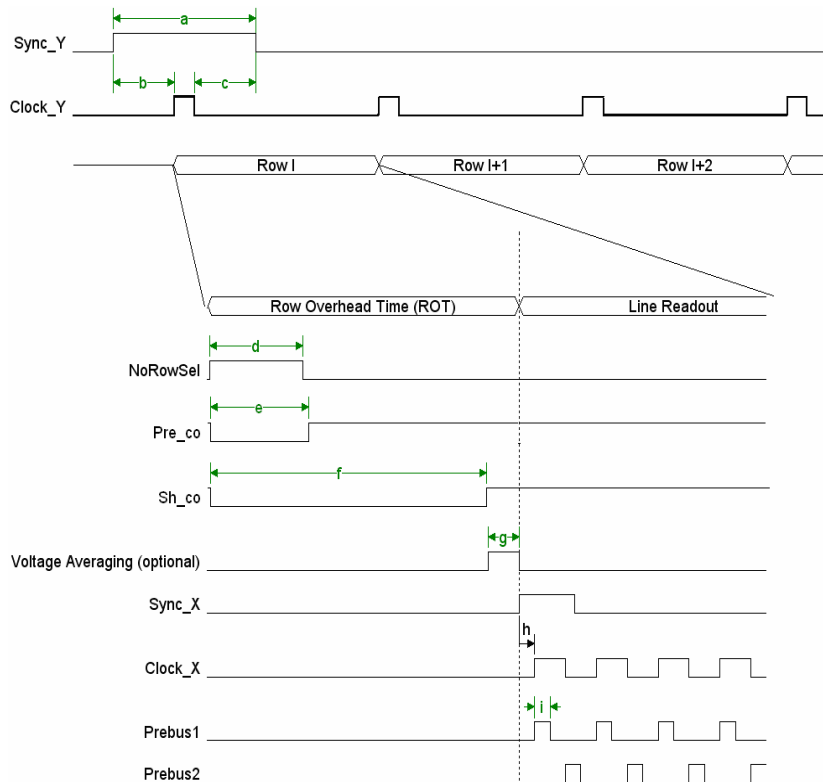 a
Sync_Y
b c
Clock_Y
Row I Row I+1 Row I+2
Row Overhead Time (ROT) Line Readout
d
NoRowSel
e
Pre_co
f
Sh_co
g
Voltage Averaging (optional)
Sync_X
h
Clock_X
i
Prebus1
Prebus2